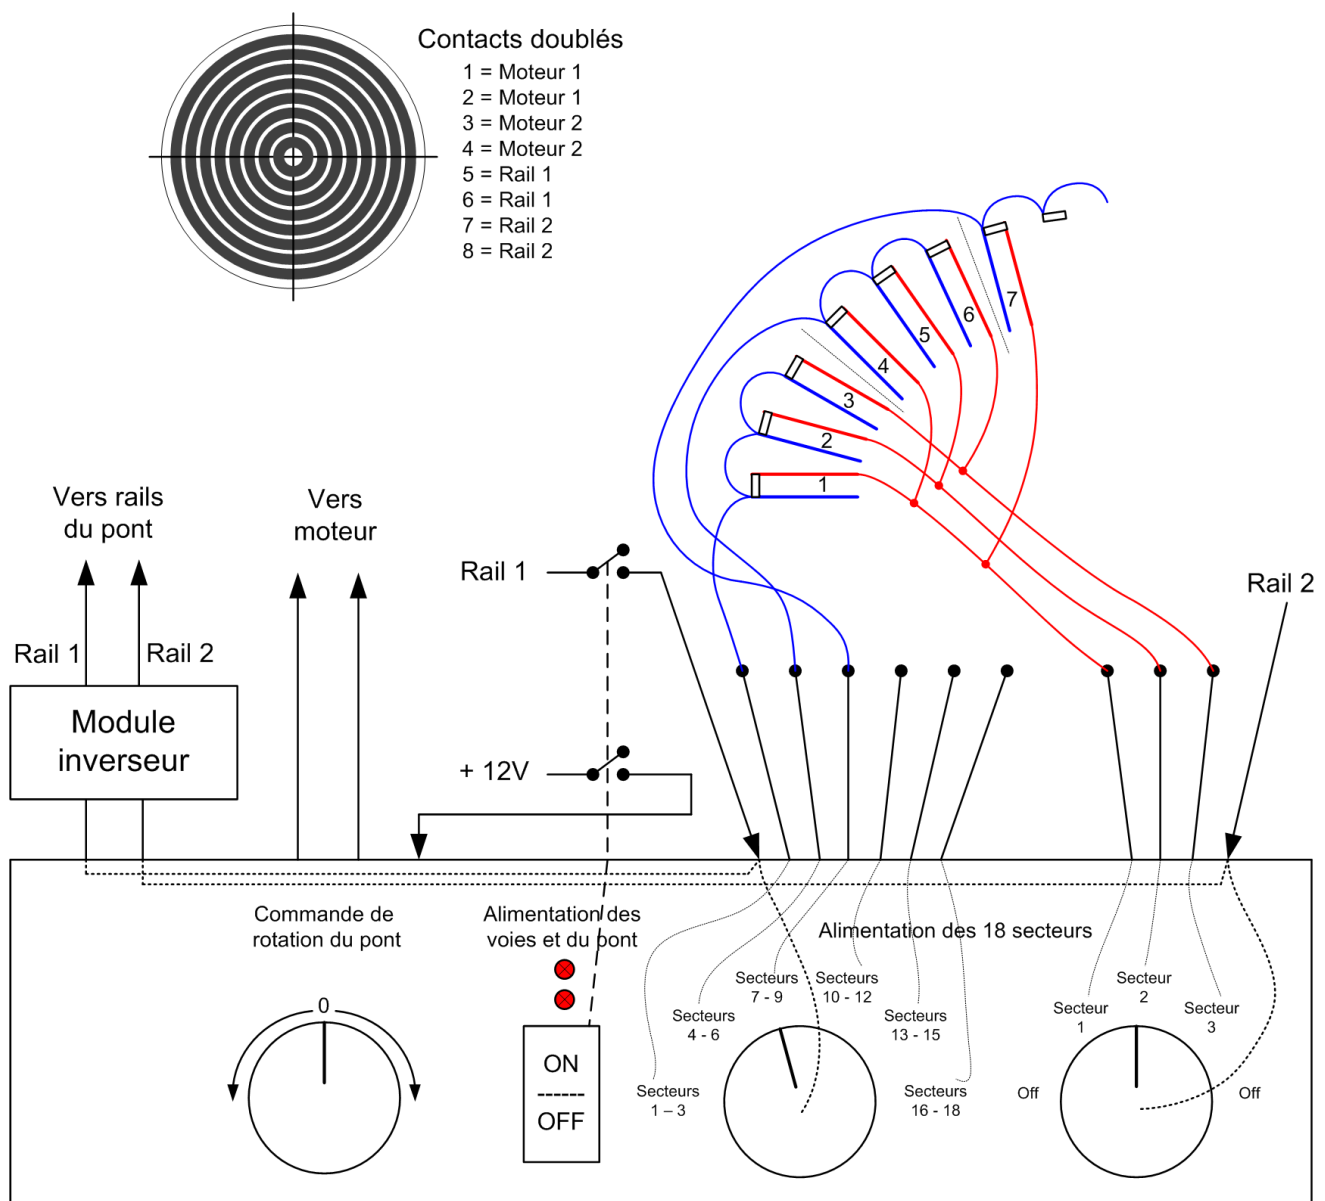 Contacts doublés
1 = Moteur 1
2 = Moteur 1
3 = Moteur 2
4 = Moteur 2
5 = Rail 1
6 = Rail 1
7 = Rail 2
8 = Rail 2
7
6
5
4
3
2
1
Vers rails
du pont
Vers
moteur
Rail 1
Rail 2
Rail 1
Rail 2
Module
inverseur
+ 12V
Commande de
rotation du pont
Alimentation des
voies et du pont
Alimentation des 18 secteurs
0
ON
OFF
Secteurs
1 – 3
Secteurs
4 - 6
Secteurs
7 - 9
Secteurs
10 - 12
Secteurs
13 - 15
Secteurs
16 - 18
Off
Secteur
1
Secteur
2
Secteur
3
Off